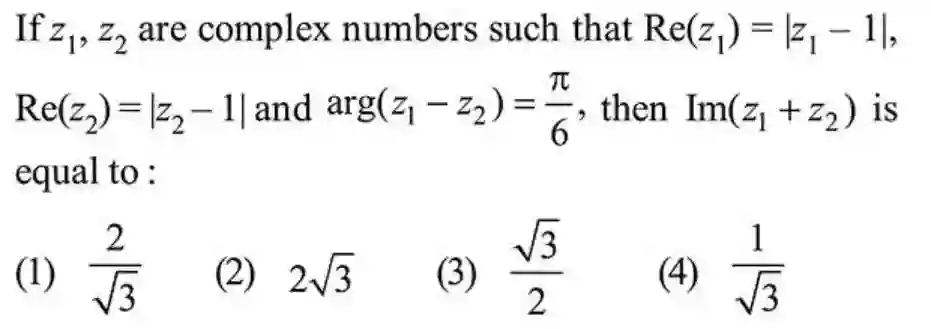 If z₁, z₂ are complex numbers such that Re(z₁) = |z₁ – 1|,
Re(z₂) = |z₂ – 1| and arg(z₁ – z₂) = π/6, then Im(z₁ + z₂) is
equal to :
(1) 2/√3 (2) 2√3 (3) √3/2 (4) 1/√3